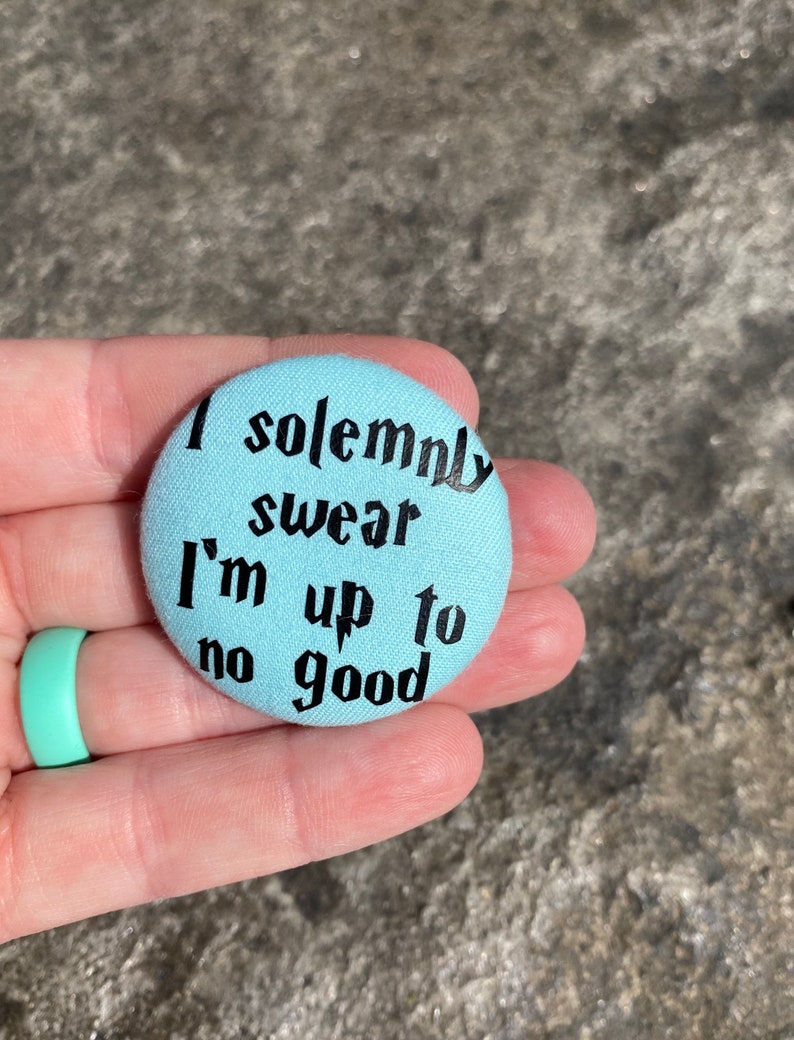 I solemnly
swear
I'm up to
no good